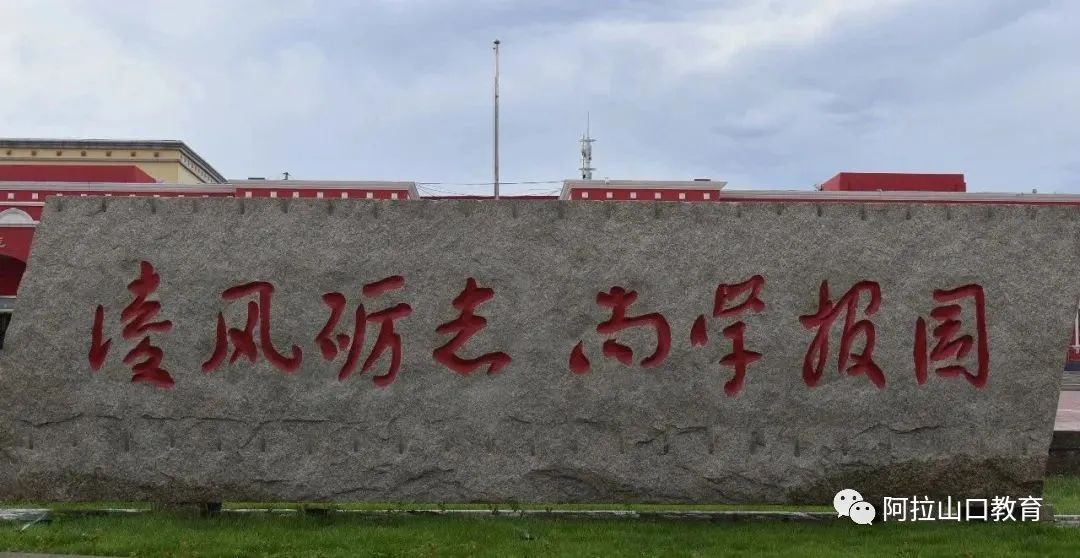 凌风砺志 尚学报国
阿拉山口教育